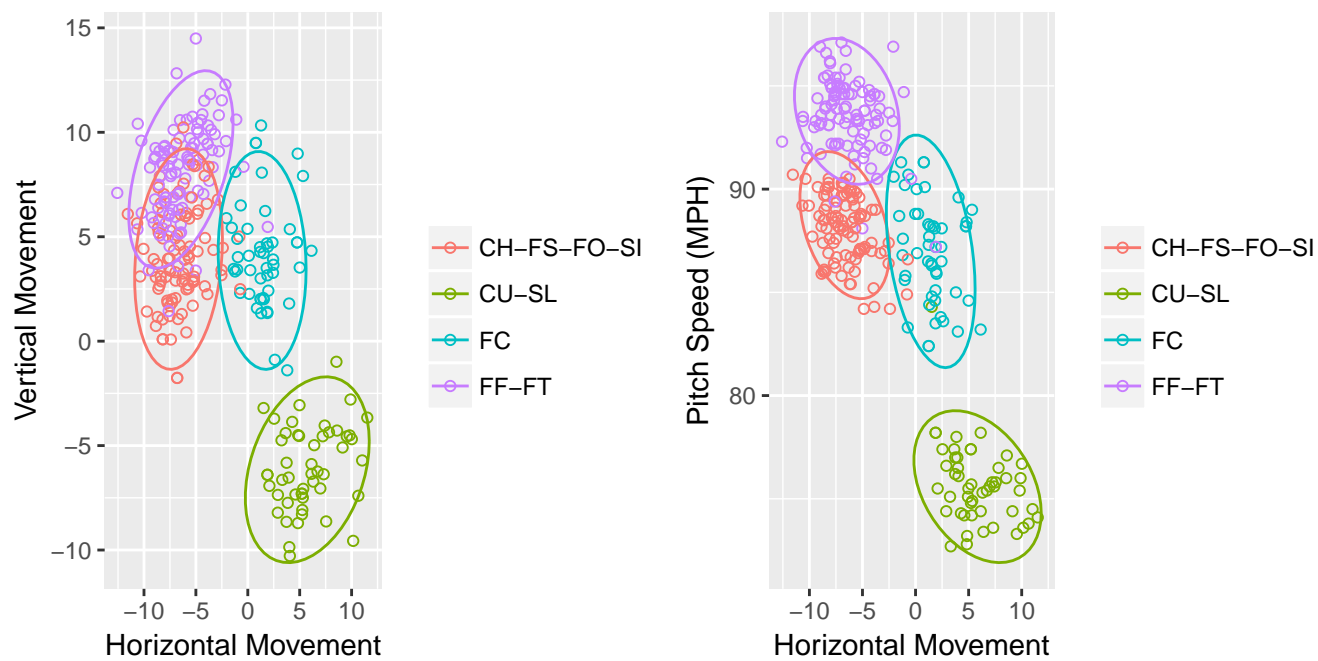 15
10
5
0
−5
−10
−10 −5 0 5 10
Horizontal Movement
Vertical Movement
CH−FS−FO−SI
CU−SL
FC
FF−FT
90
80
−10 −5 0 5 10
Horizontal Movement
Pitch Speed (MPH)
CH−FS−FO−SI
CU−SL
FC
FF−FT